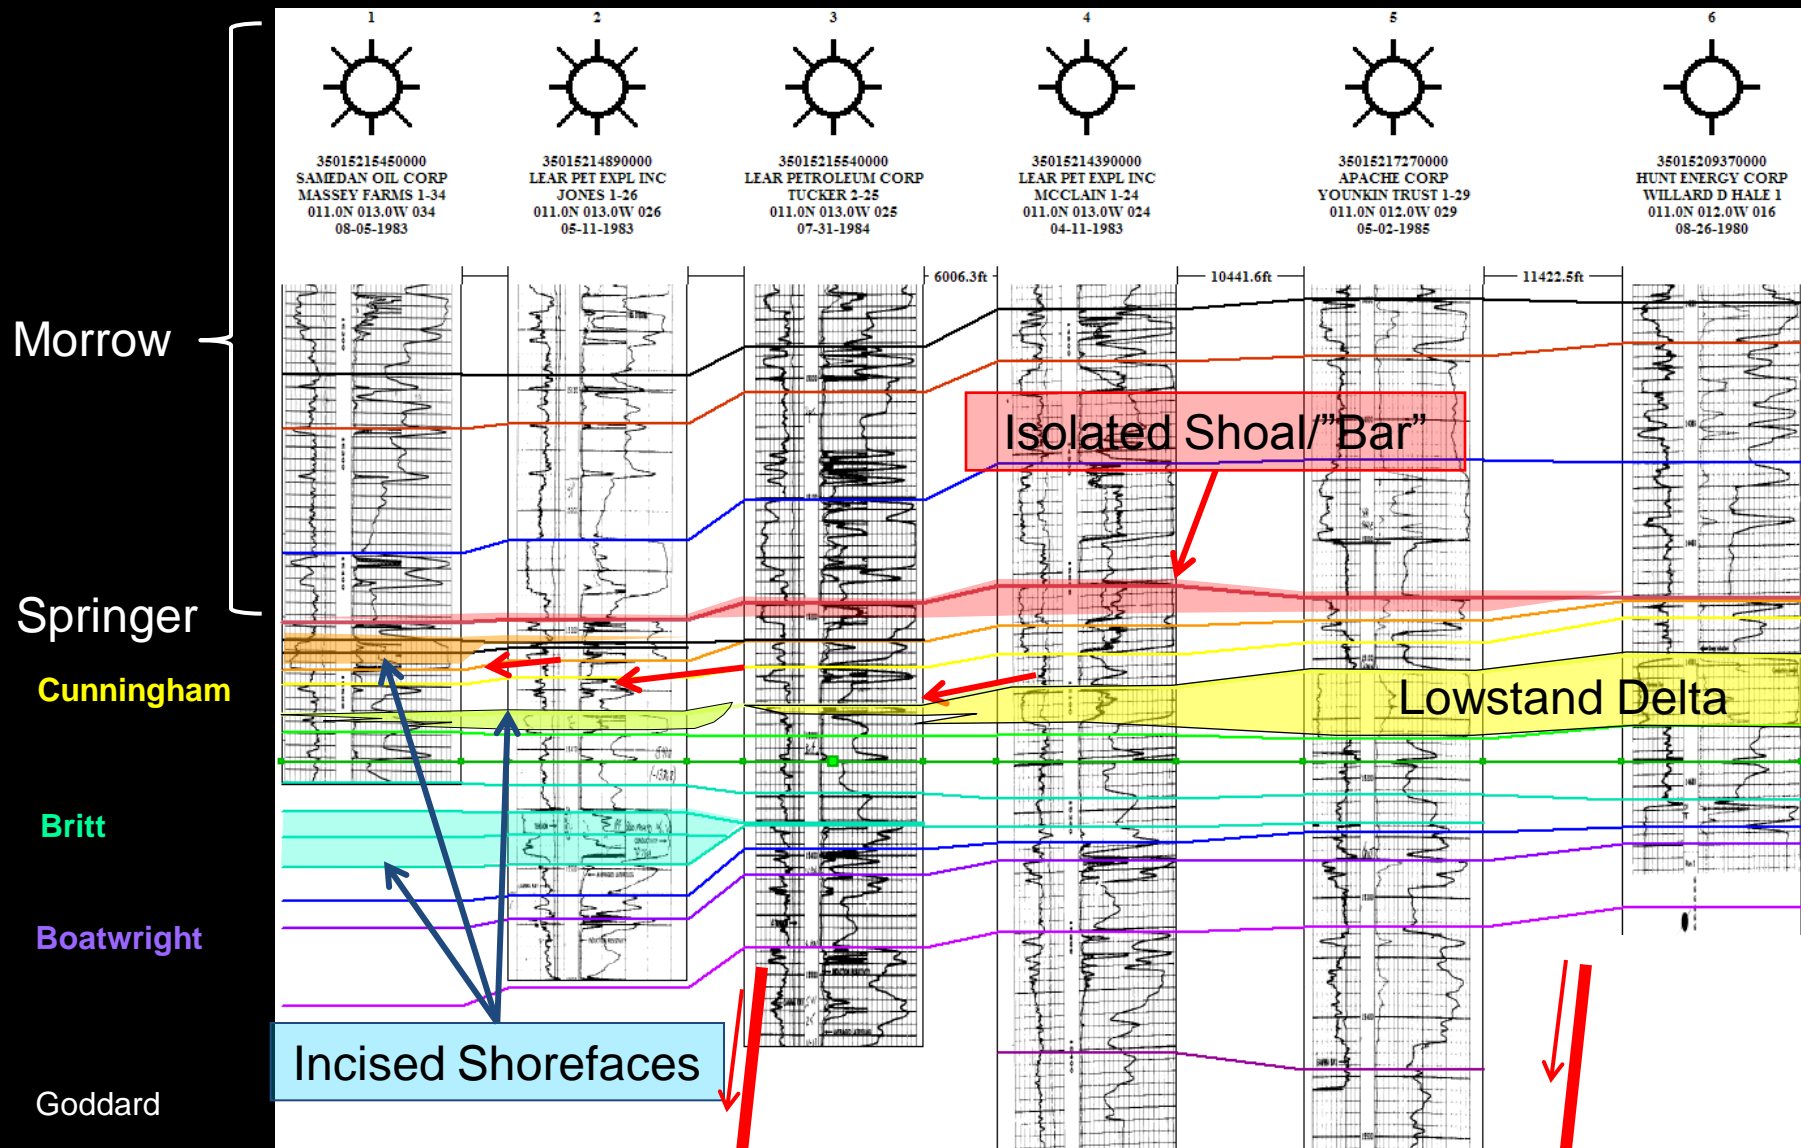 1
2
3
4
5
6
35015215450000
SAMEDAN OIL CORP
MASSEY FARMS 1-34
011.0N 013.0W 034
08-05-1983
35015214890000
LEAR PET EXPL INC
JONES 1-26
011.0N 013.0W 026
05-11-1983
35015215540000
LEAR PETROLEUM CORP
TUCKER 2-25
011.0N 013.0W 025
07-31-1984
35015214390000
LEAR PET EXPL INC
MCCLAIN 1-24
011.0N 013.0W 024
04-11-1983
35015217270000
APACHE CORP
YOUNKIN TRUST 1-29
011.0N 012.0W 029
05-02-1985
35015209370000
HUNT ENERGY CORP
WILLARD D HALE 1
011.0N 012.0W 016
08-26-1980
6006.3ft
10441.6ft
11422.5ft
Morrow
Isolated Shoal/"Bar"
Springer
Cunningham
Lowstand Delta
Britt
Boatwright
Incised Shorefaces
Goddard